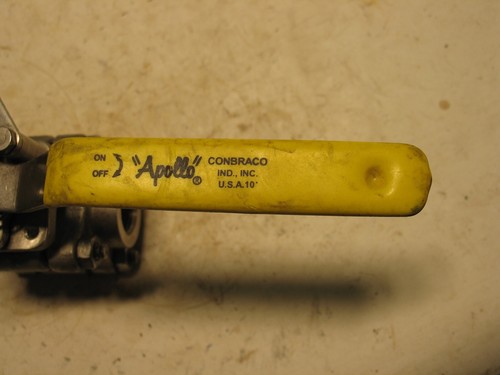 ON
OFF
"Apollo"®
CONBRACO
IND., INC.
U.S.A. 10'